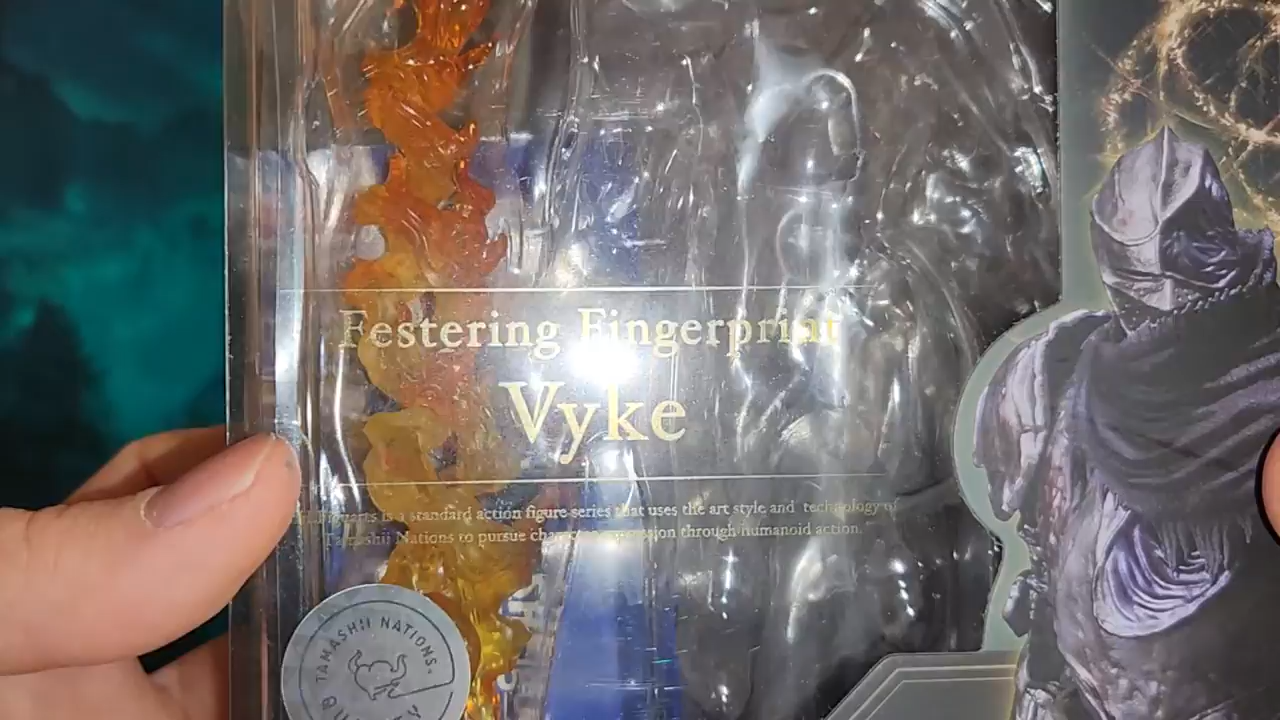 Festering Fingerprint
Vyke
is a standard action figure series that uses the art style and technology of
Tamashii Nations to pursue character expression through humanoid action.
TAMASHII NATIONS.